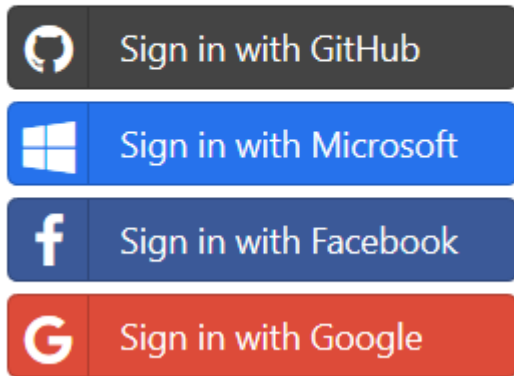 Sign in with GitHub
Sign in with Microsoft
Sign in with Facebook
Sign in with Google